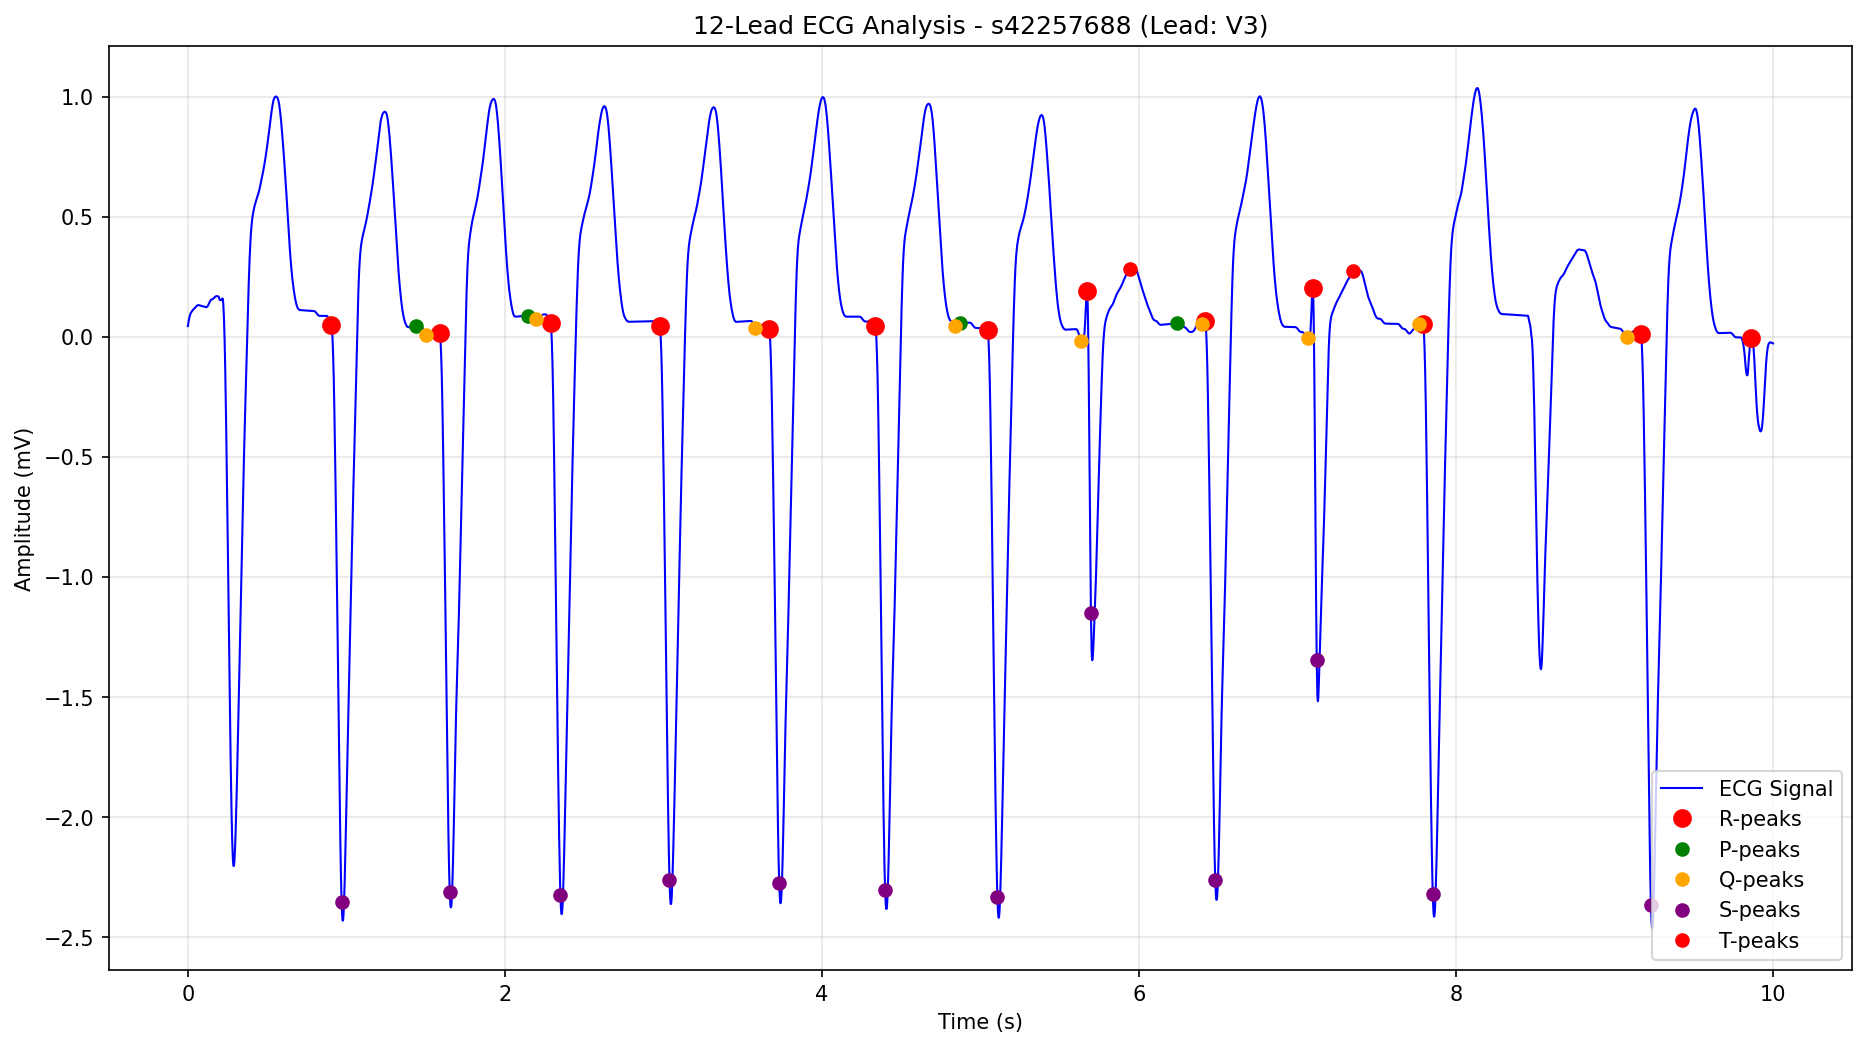 12-Lead ECG Analysis - s42257688 (Lead: V3)
Amplitude (mV)
1.0
0.5
0.0
−0.5
−1.0
−1.5
−2.0
−2.5
ECG Signal
R-peaks
P-peaks
Q-peaks
S-peaks
T-peaks
0 2 4 6 8 10
Time (s)